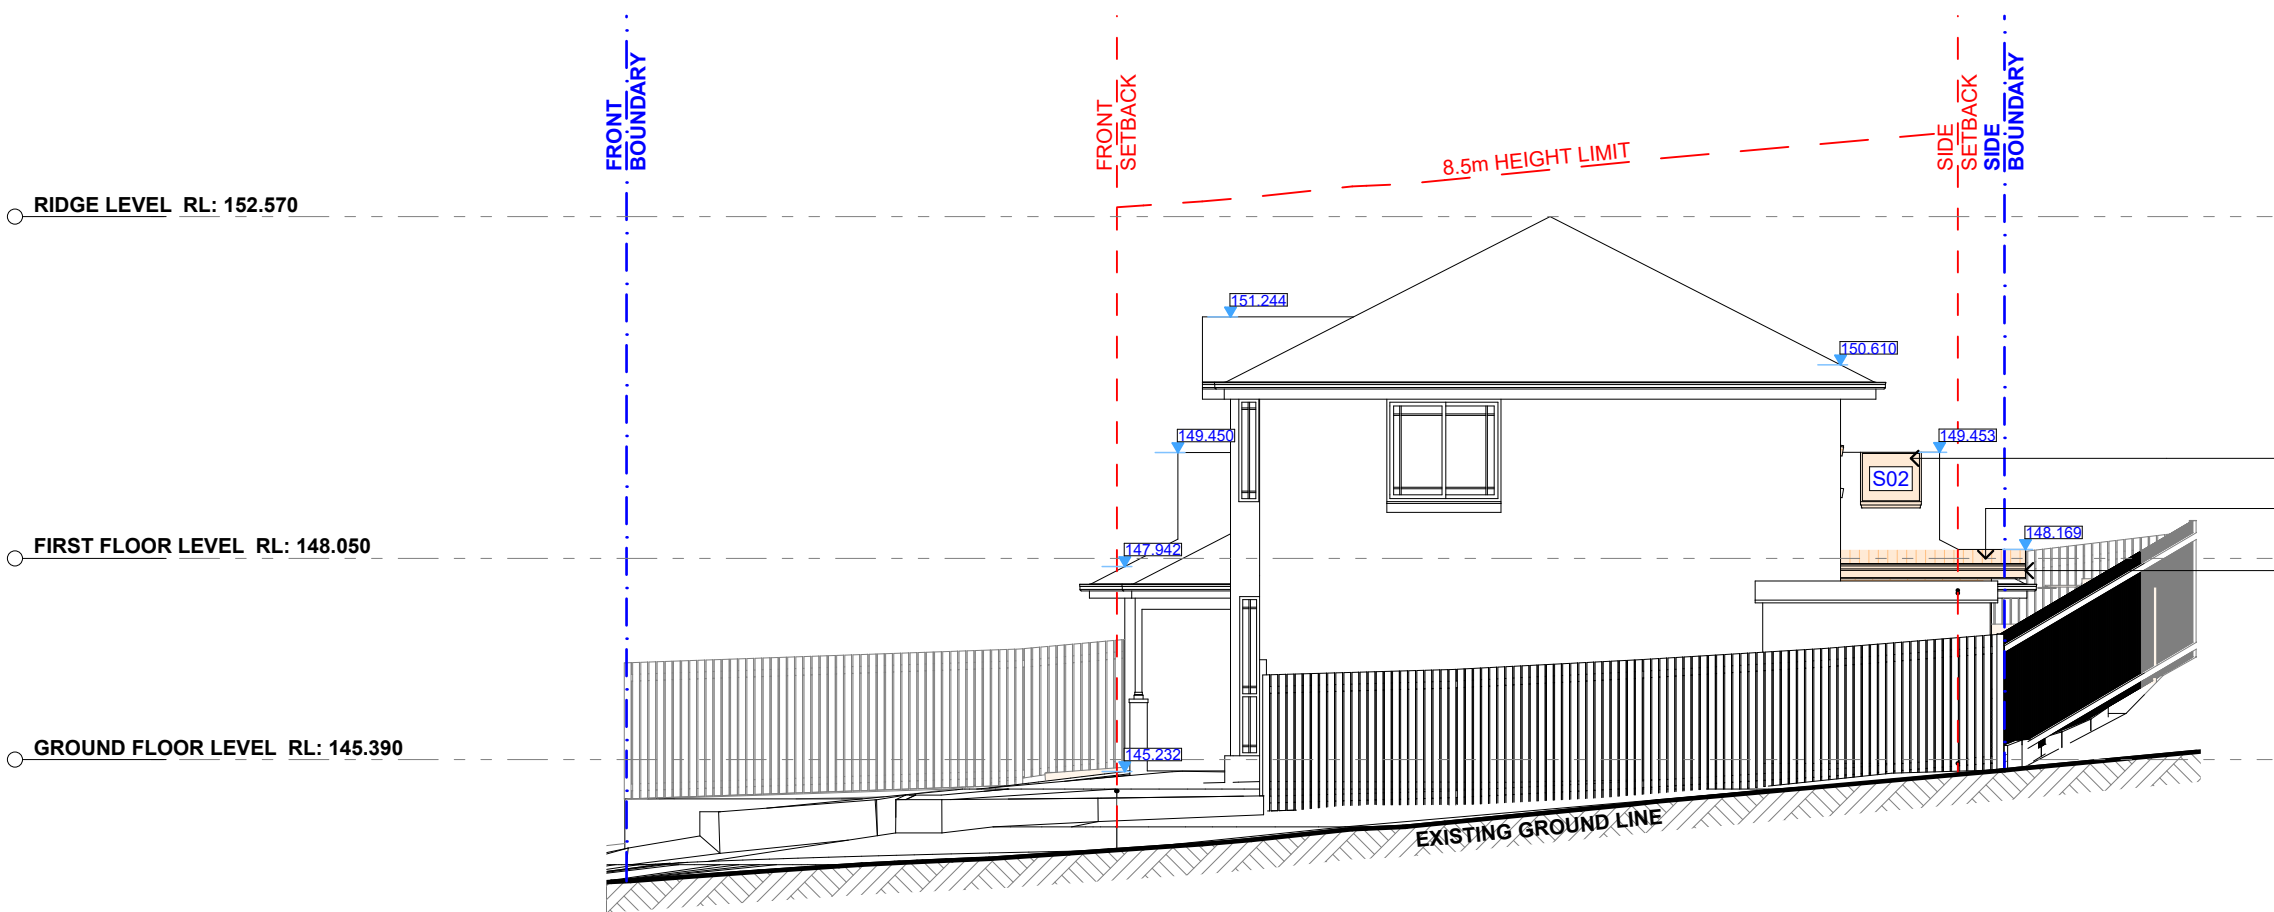 FRONT
BOUNDARY
FRONT
SETBACK
SIDE
SETBACK
SIDE
BOUNDARY
8.5m HEIGHT LIMIT
RIDGE LEVEL RL: 152.570
151.244
150.610
149.450
149.453
S02
FIRST FLOOR LEVEL RL: 148.050
147.942
148.169
GROUND FLOOR LEVEL RL: 145.390
145.232
EXISTING GROUND LINE